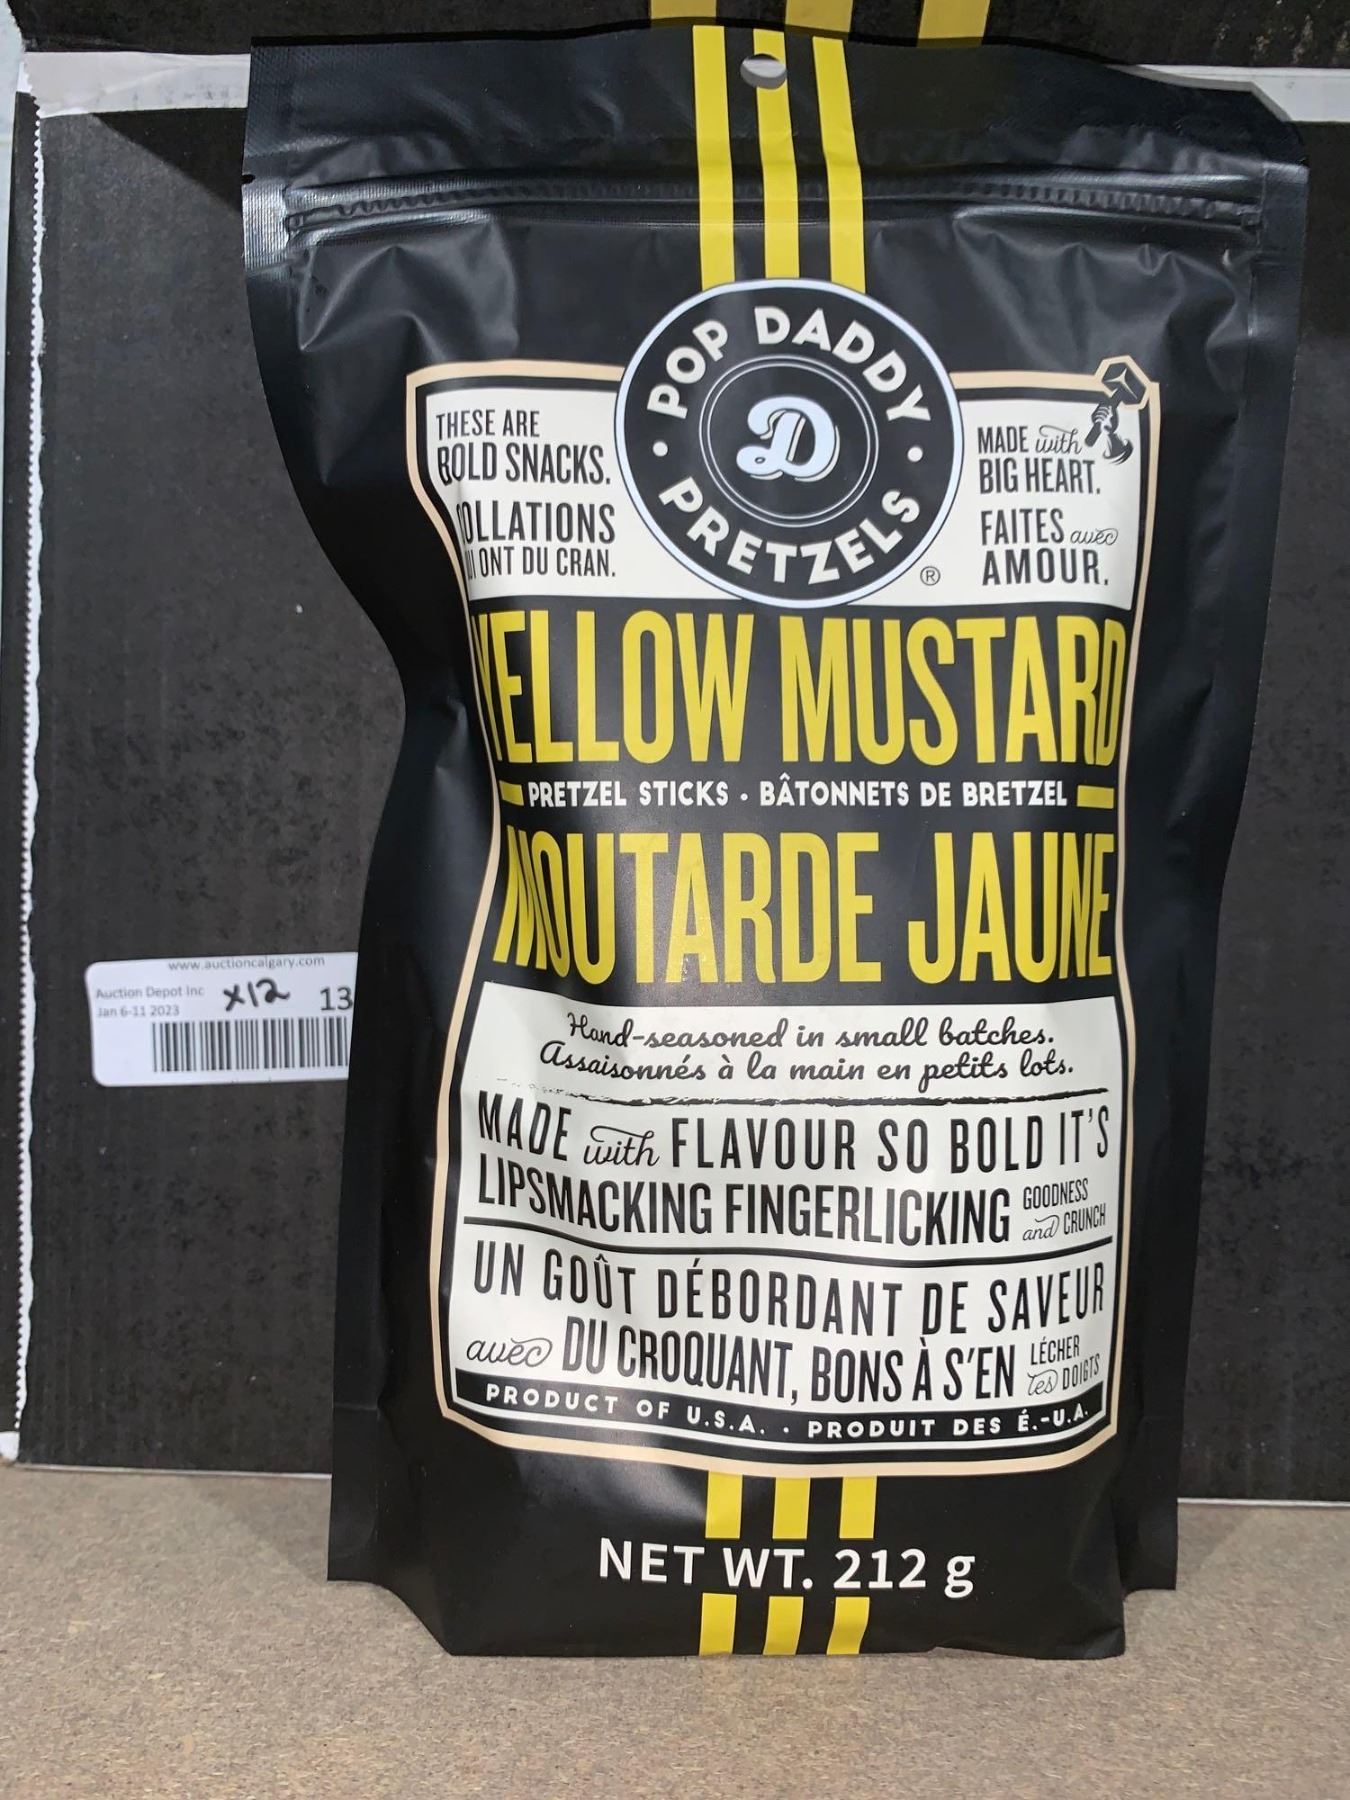 POP DADDY
D
PRETZELS
®
THESE ARE
BOLD SNACKS.
ONT DU CRAN.
MADE with
BIG HEART.
FAITES avec
AMOUR.
YELLOW MUSTARD
PRETZEL STICKS · BÂTONNETS DE BRETZEL
MOUTARDE JAUNE
www.auctioncalgary.com
Auction Depot Inc x12 13
Jan 6-11 2023
Hand-seasoned in small batches.
Assaisonnés à la main en petits lots.
MADE with FLAVOUR SO BOLD IT'S
LIPSMACKING FINGERLICKING GOODNESS and CRUNCH
UN GOÛT DÉBORDANT DE SAVEUR
avec DU CROQUANT, BONS À S'EN LÉCHER les DOIGTS
PRODUCT OF U.S.A. · PRODUIT DES É.-U.A.
NET WT. 212 g